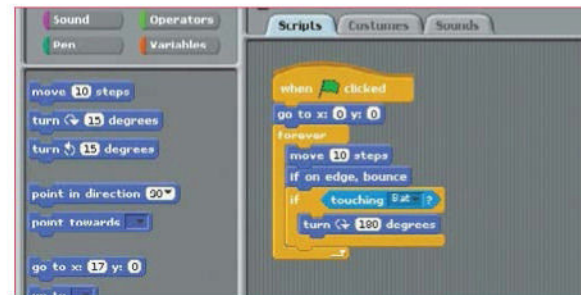 Sound Operators
Pen Variables
move 10 steps
turn 15 degrees
turn 15 degrees
point in direction 90
point towards
go to x: 17 y: 0
Scripts Costumes Sounds
when clicked
go to x: 0 y: 0
forever
move 10 steps
if on edge, bounce
if touching Bat ?
turn 180 degrees